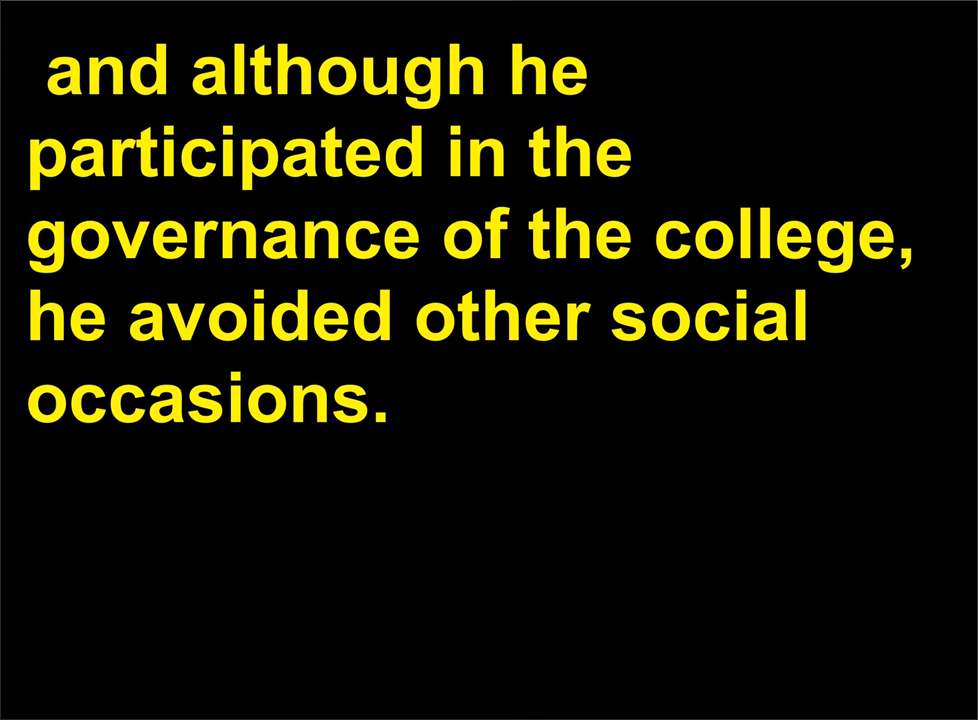 and although he
participated in the
governance of the college,
he avoided other social
occasions.